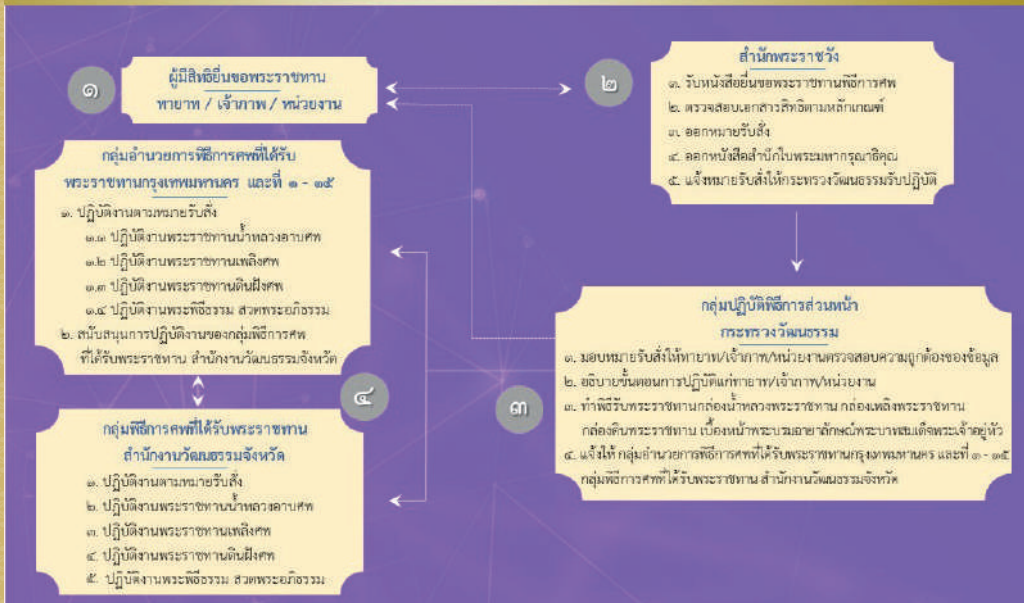 ๑
ผู้มีสิทธิยื่นขอพระราชทาน
ทายาท / เจ้าภาพ / หน่วยงาน
๒
สำนักพระราชวัง
๑. รับหนังสือยื่นขอพระราชทานพิธีการศพ
๒. ตรวจสอบเอกสารสิทธิตามหลักเกณฑ์
๓. ออกหมายรับสั่ง
๔. ออกหนังสือสำนึกในพระมหากรุณาธิคุณ
๕. แจ้งหมายรับสั่งให้กระทรวงวัฒนธรรมรับปฏิบัติ
๓
กลุ่มปฏิบัติพิธีการส่วนหน้า
กระทรวงวัฒนธรรม
๑. มอบหมายรับสั่งให้ทายาท/เจ้าภาพ/หน่วยงานตรวจสอบความถูกต้องของข้อมูล
๒. อธิบายขั้นตอนการปฏิบัติแก่ทายาท/เจ้าภาพ/หน่วยงาน
๓. ทำพิธีรับพระราชทานกล่องน้ำหลวงพระราชทาน กล่องเพลิงพระราชทาน
กล่องดินพระราชทาน เบื้องหน้าพระบรมฉายาลักษณ์พระบาทสมเด็จพระเจ้าอยู่หัว
๔. แจ้งให้ กลุ่มอำนวยการพิธีการศพที่ได้รับพระราชทานกรุงเทพมหานคร และที่ ๑ - ๑๕
กลุ่มพิธีการศพที่ได้รับพระราชทาน สำนักงานวัฒนธรรมจังหวัด
กลุ่มอำนวยการพิธีการศพที่ได้รับ
พระราชทานกรุงเทพมหานคร และที่ ๑ - ๑๕
๑. ปฏิบัติงานตามหมายรับสั่ง
๑.๑ ปฏิบัติงานพระราชทานน้ำหลวงอาบศพ
๑.๒ ปฏิบัติงานพระราชทานเพลิงศพ
๑.๓ ปฏิบัติงานพระราชทานดินฝังศพ
๑.๔ ปฏิบัติงานพระพิธีธรรม สวดพระอภิธรรม
๒. สนับสนุนการปฏิบัติงานของกลุ่มพิธีการศพ
ที่ได้รับพระราชทาน สำนักงานวัฒนธรรมจังหวัด
๔
กลุ่มพิธีการศพที่ได้รับพระราชทาน
สำนักงานวัฒนธรรมจังหวัด
๑. ปฏิบัติงานตามหมายรับสั่ง
๒. ปฏิบัติงานพระราชทานน้ำหลวงอาบศพ
๓. ปฏิบัติงานพระราชทานเพลิงศพ
๔. ปฏิบัติงานพระราชทานดินฝังศพ
๕. ปฏิบัติงานพระพิธีธรรม สวดพระอภิธรรม